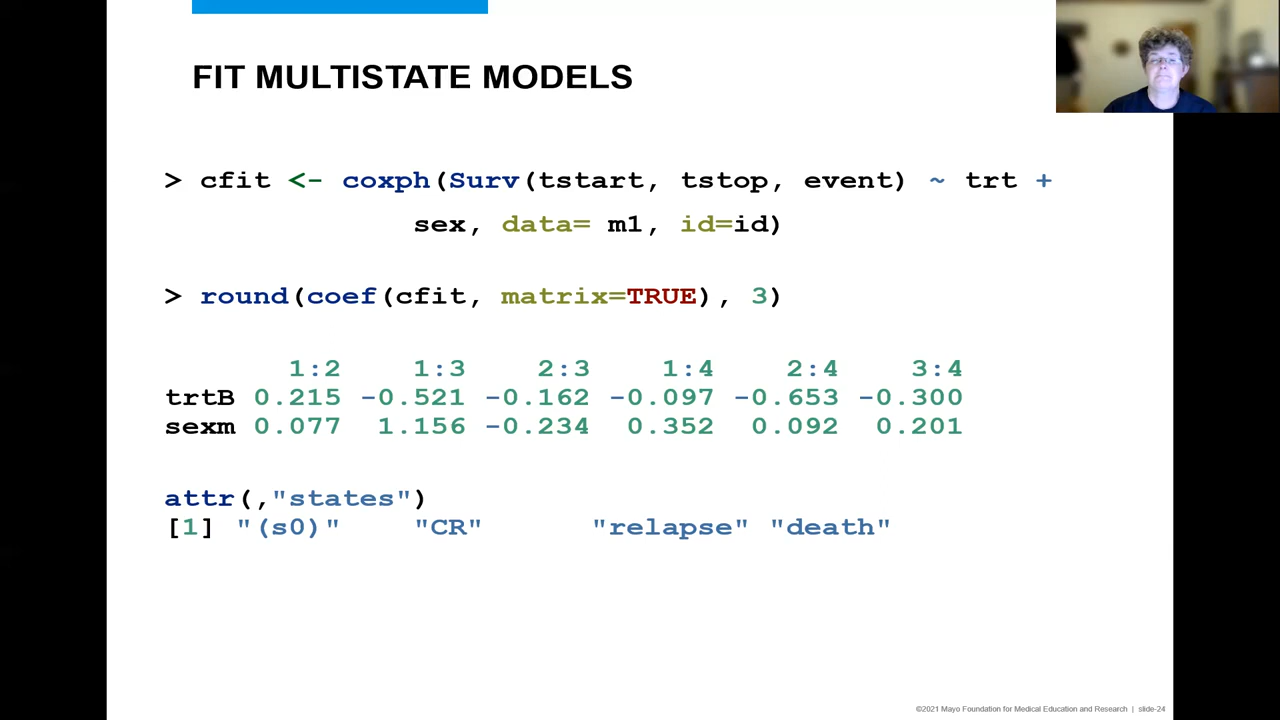 FIT MULTISTATE MODELS
> cfit <- coxph(Surv(tstart, tstop, event) ~ trt +
sex, data= m1, id=id)
> round(coef(cfit, matrix=TRUE), 3)
1:2 1:3 2:3 1:4 2:4 3:4
trtB 0.215 -0.521 -0.162 -0.097 -0.653 -0.300
sexm 0.077 1.156 -0.234 0.352 0.092 0.201
attr(,"states")
[1] "(s0)" "CR" "relapse" "death"
©2021 Mayo Foundation for Medical Education and Research | slide-24